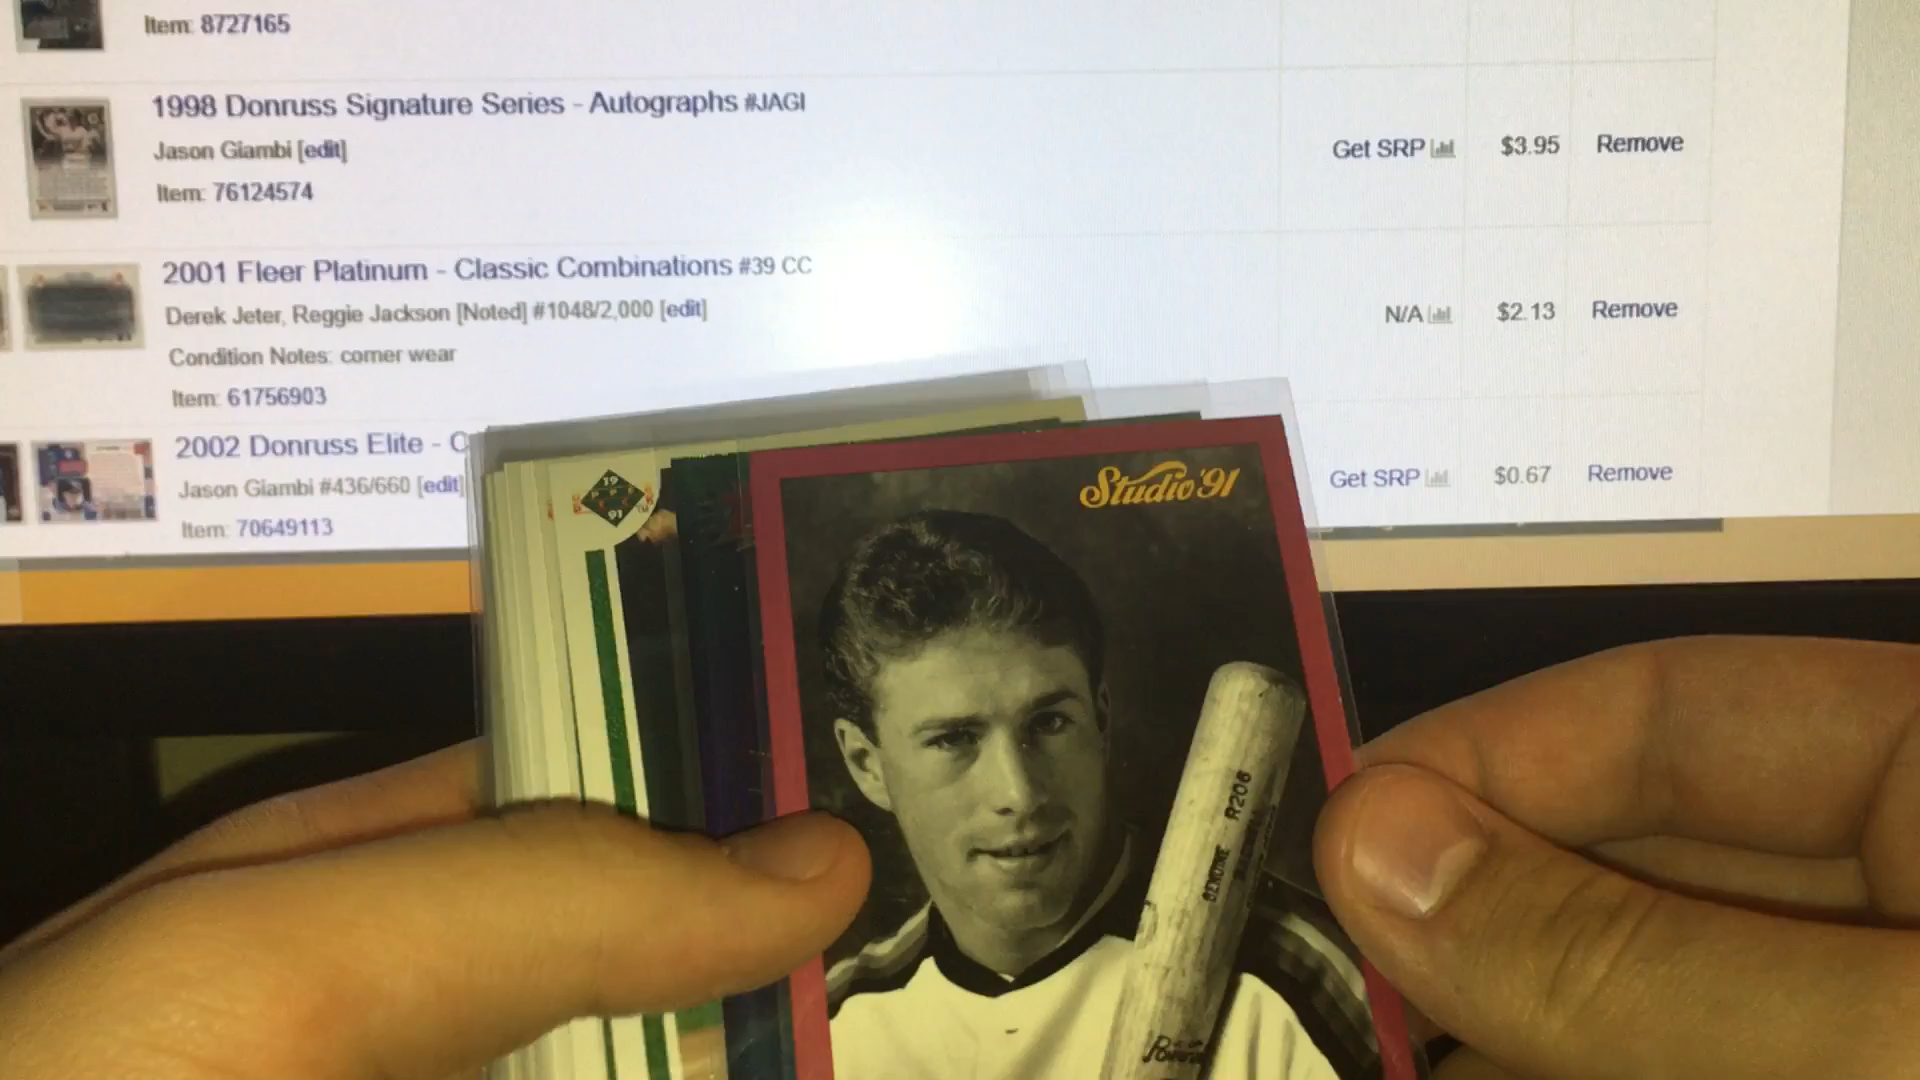 Item: 8727165
1998 Donruss Signature Series - Autographs #JAGI
Jason Giambi [edit]
Get SRP $3.95 Remove
Item: 76124574
2001 Fleer Platinum - Classic Combinations #39 CC
Derek Jeter, Reggie Jackson [Noted] #1048/2,000 [edit]
N/A $2.13 Remove
Condition Notes: corner wear
Item: 61756903
2002 Donruss Elite - C
Jason Giambi #436/660 [edit]
Get SRP $0.67 Remove
Item: 70649113
19
91
Studio '91
GENUINE R206